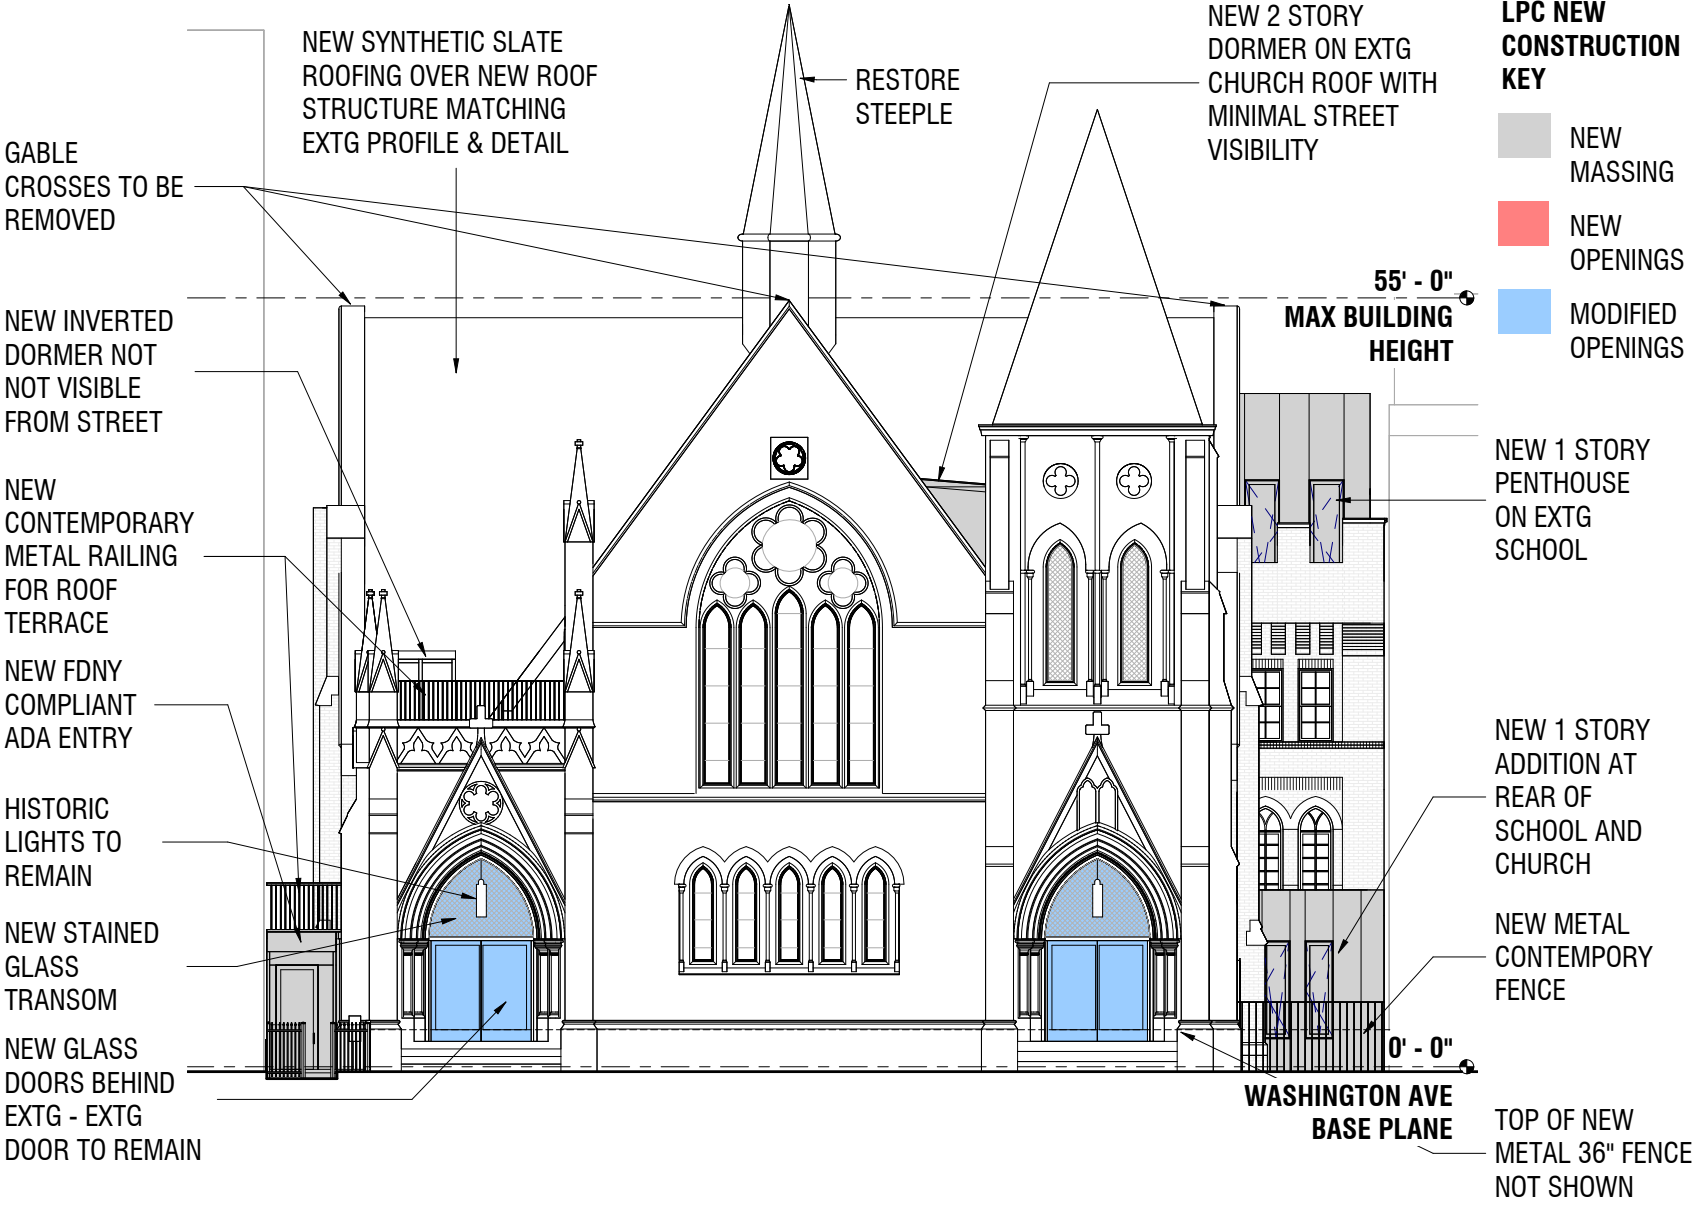 NEW SYNTHETIC SLATE
ROOFING OVER NEW ROOF
STRUCTURE MATCHING
EXTG PROFILE & DETAIL
RESTORE
STEEPLE
NEW 2 STORY
DORMER ON EXTG
CHURCH ROOF WITH
MINIMAL STREET
VISIBILITY
LPC NEW
CONSTRUCTION
KEY
NEW
MASSING
NEW
OPENINGS
MODIFIED
OPENINGS
GABLE
CROSSES TO BE
REMOVED
NEW INVERTED
DORMER NOT
NOT VISIBLE
FROM STREET
NEW
CONTEMPORARY
METAL RAILING
FOR ROOF
TERRACE
NEW FDNY
COMPLIANT
ADA ENTRY
HISTORIC
LIGHTS TO
REMAIN
NEW STAINED
GLASS
TRANSOM
NEW GLASS
DOORS BEHIND
EXTG - EXTG
DOOR TO REMAIN
55' - 0"
MAX BUILDING
HEIGHT
NEW 1 STORY
PENTHOUSE
ON EXTG
SCHOOL
NEW 1 STORY
ADDITION AT
REAR OF
SCHOOL AND
CHURCH
NEW METAL
CONTEMPORY
FENCE
0' - 0"
WASHINGTON AVE
BASE PLANE
TOP OF NEW
METAL 36" FENCE
NOT SHOWN